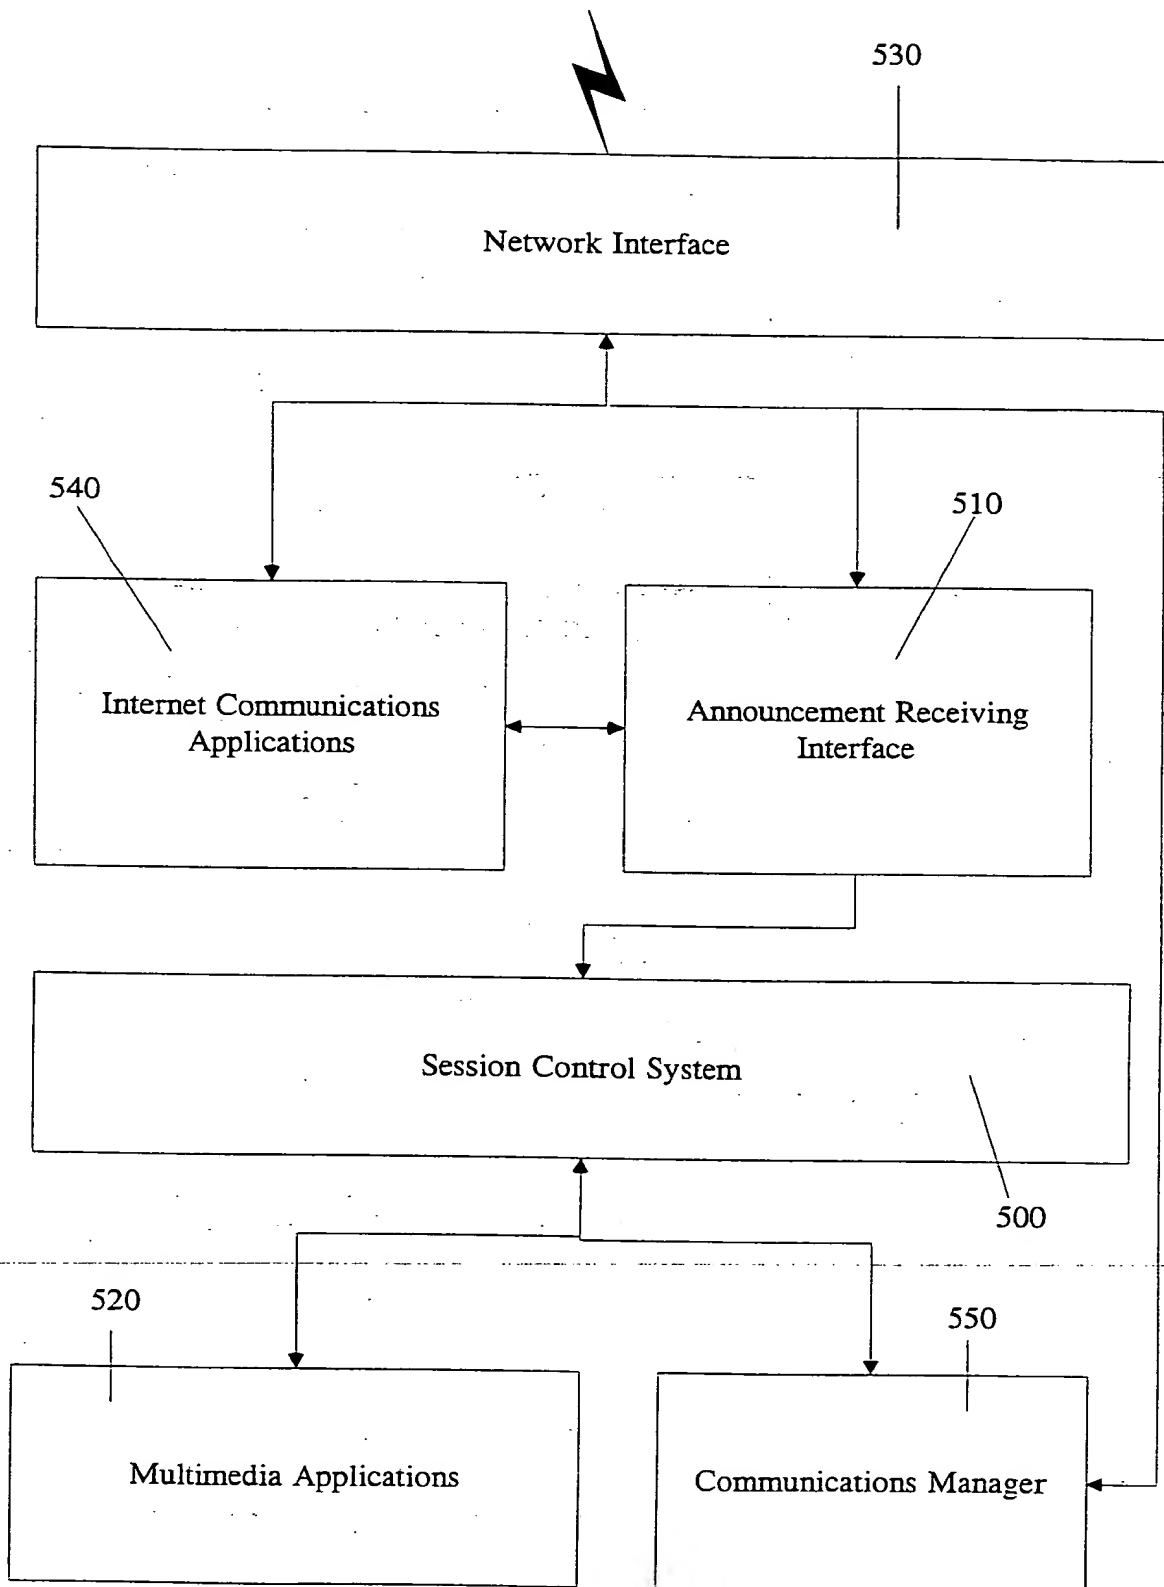 530
Network Interface
540
510
Internet Communications
Applications
Announcement Receiving
Interface
Session Control System
500
520
550
Multimedia Applications
Communications Manager